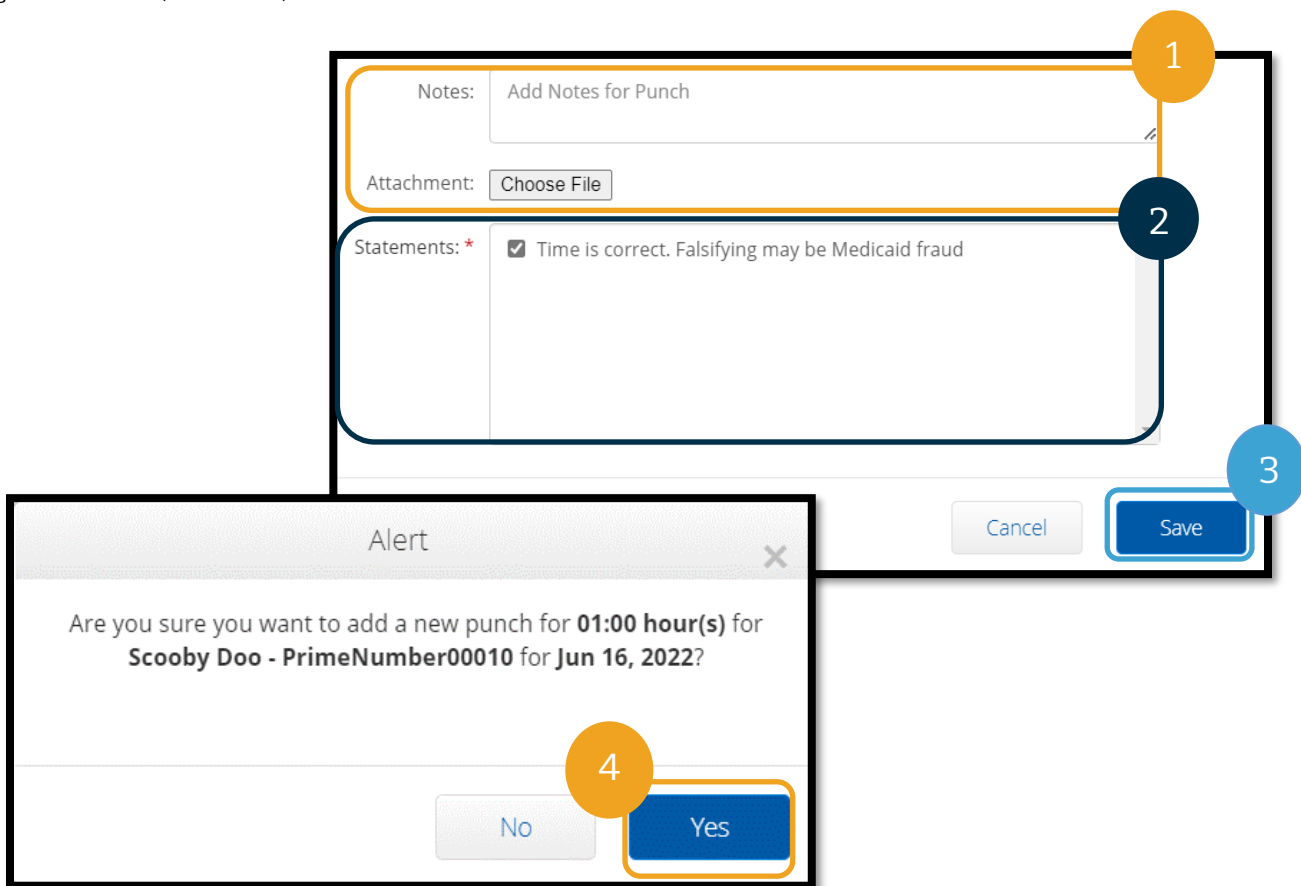 1
Notes:
Add Notes for Punch
Attachment:
Choose File
2
Statements: *
Time is correct. Falsifying may be Medicaid fraud
3
Cancel
Save
Alert
Are you sure you want to add a new punch for 01:00 hour(s) for
Scooby Doo - PrimeNumber00010 for Jun 16, 2022?
4
No
Yes